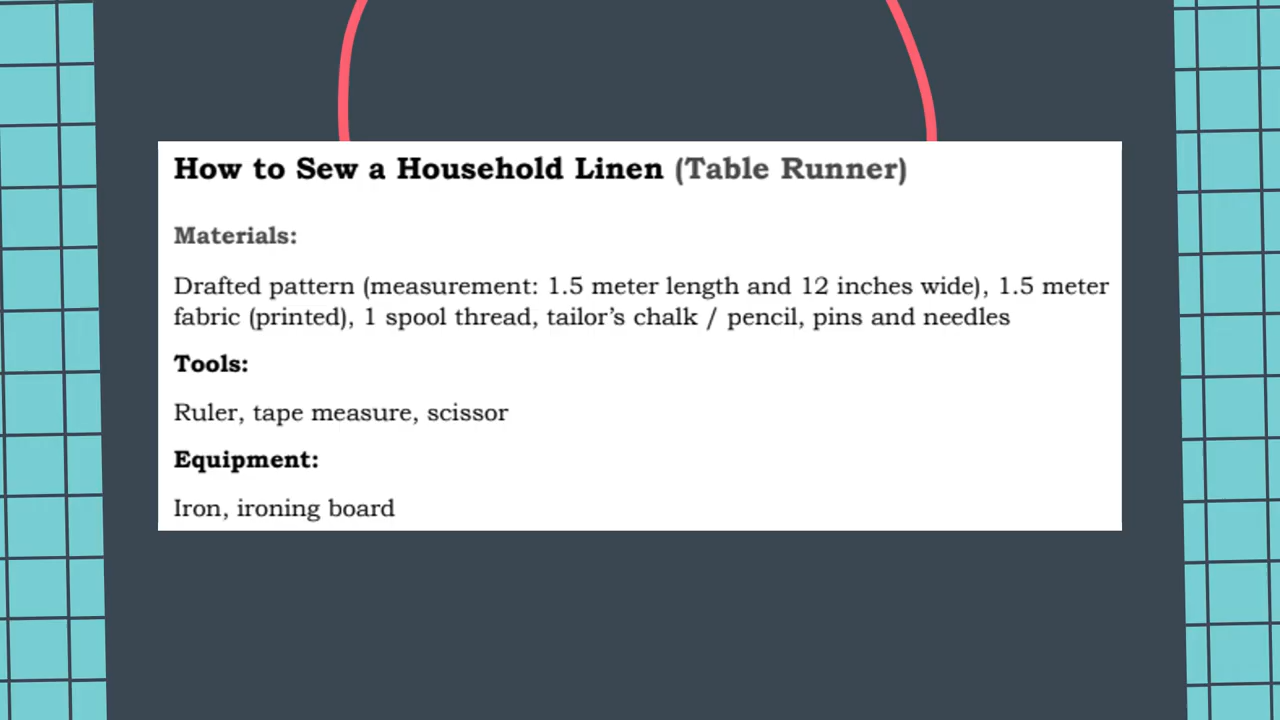 How to Sew a Household Linen (Table Runner)
Materials:
Drafted pattern (measurement: 1.5 meter length and 12 inches wide), 1.5 meter
fabric (printed), 1 spool thread, tailor’s chalk / pencil, pins and needles
Tools:
Ruler, tape measure, scissor
Equipment:
Iron, ironing board